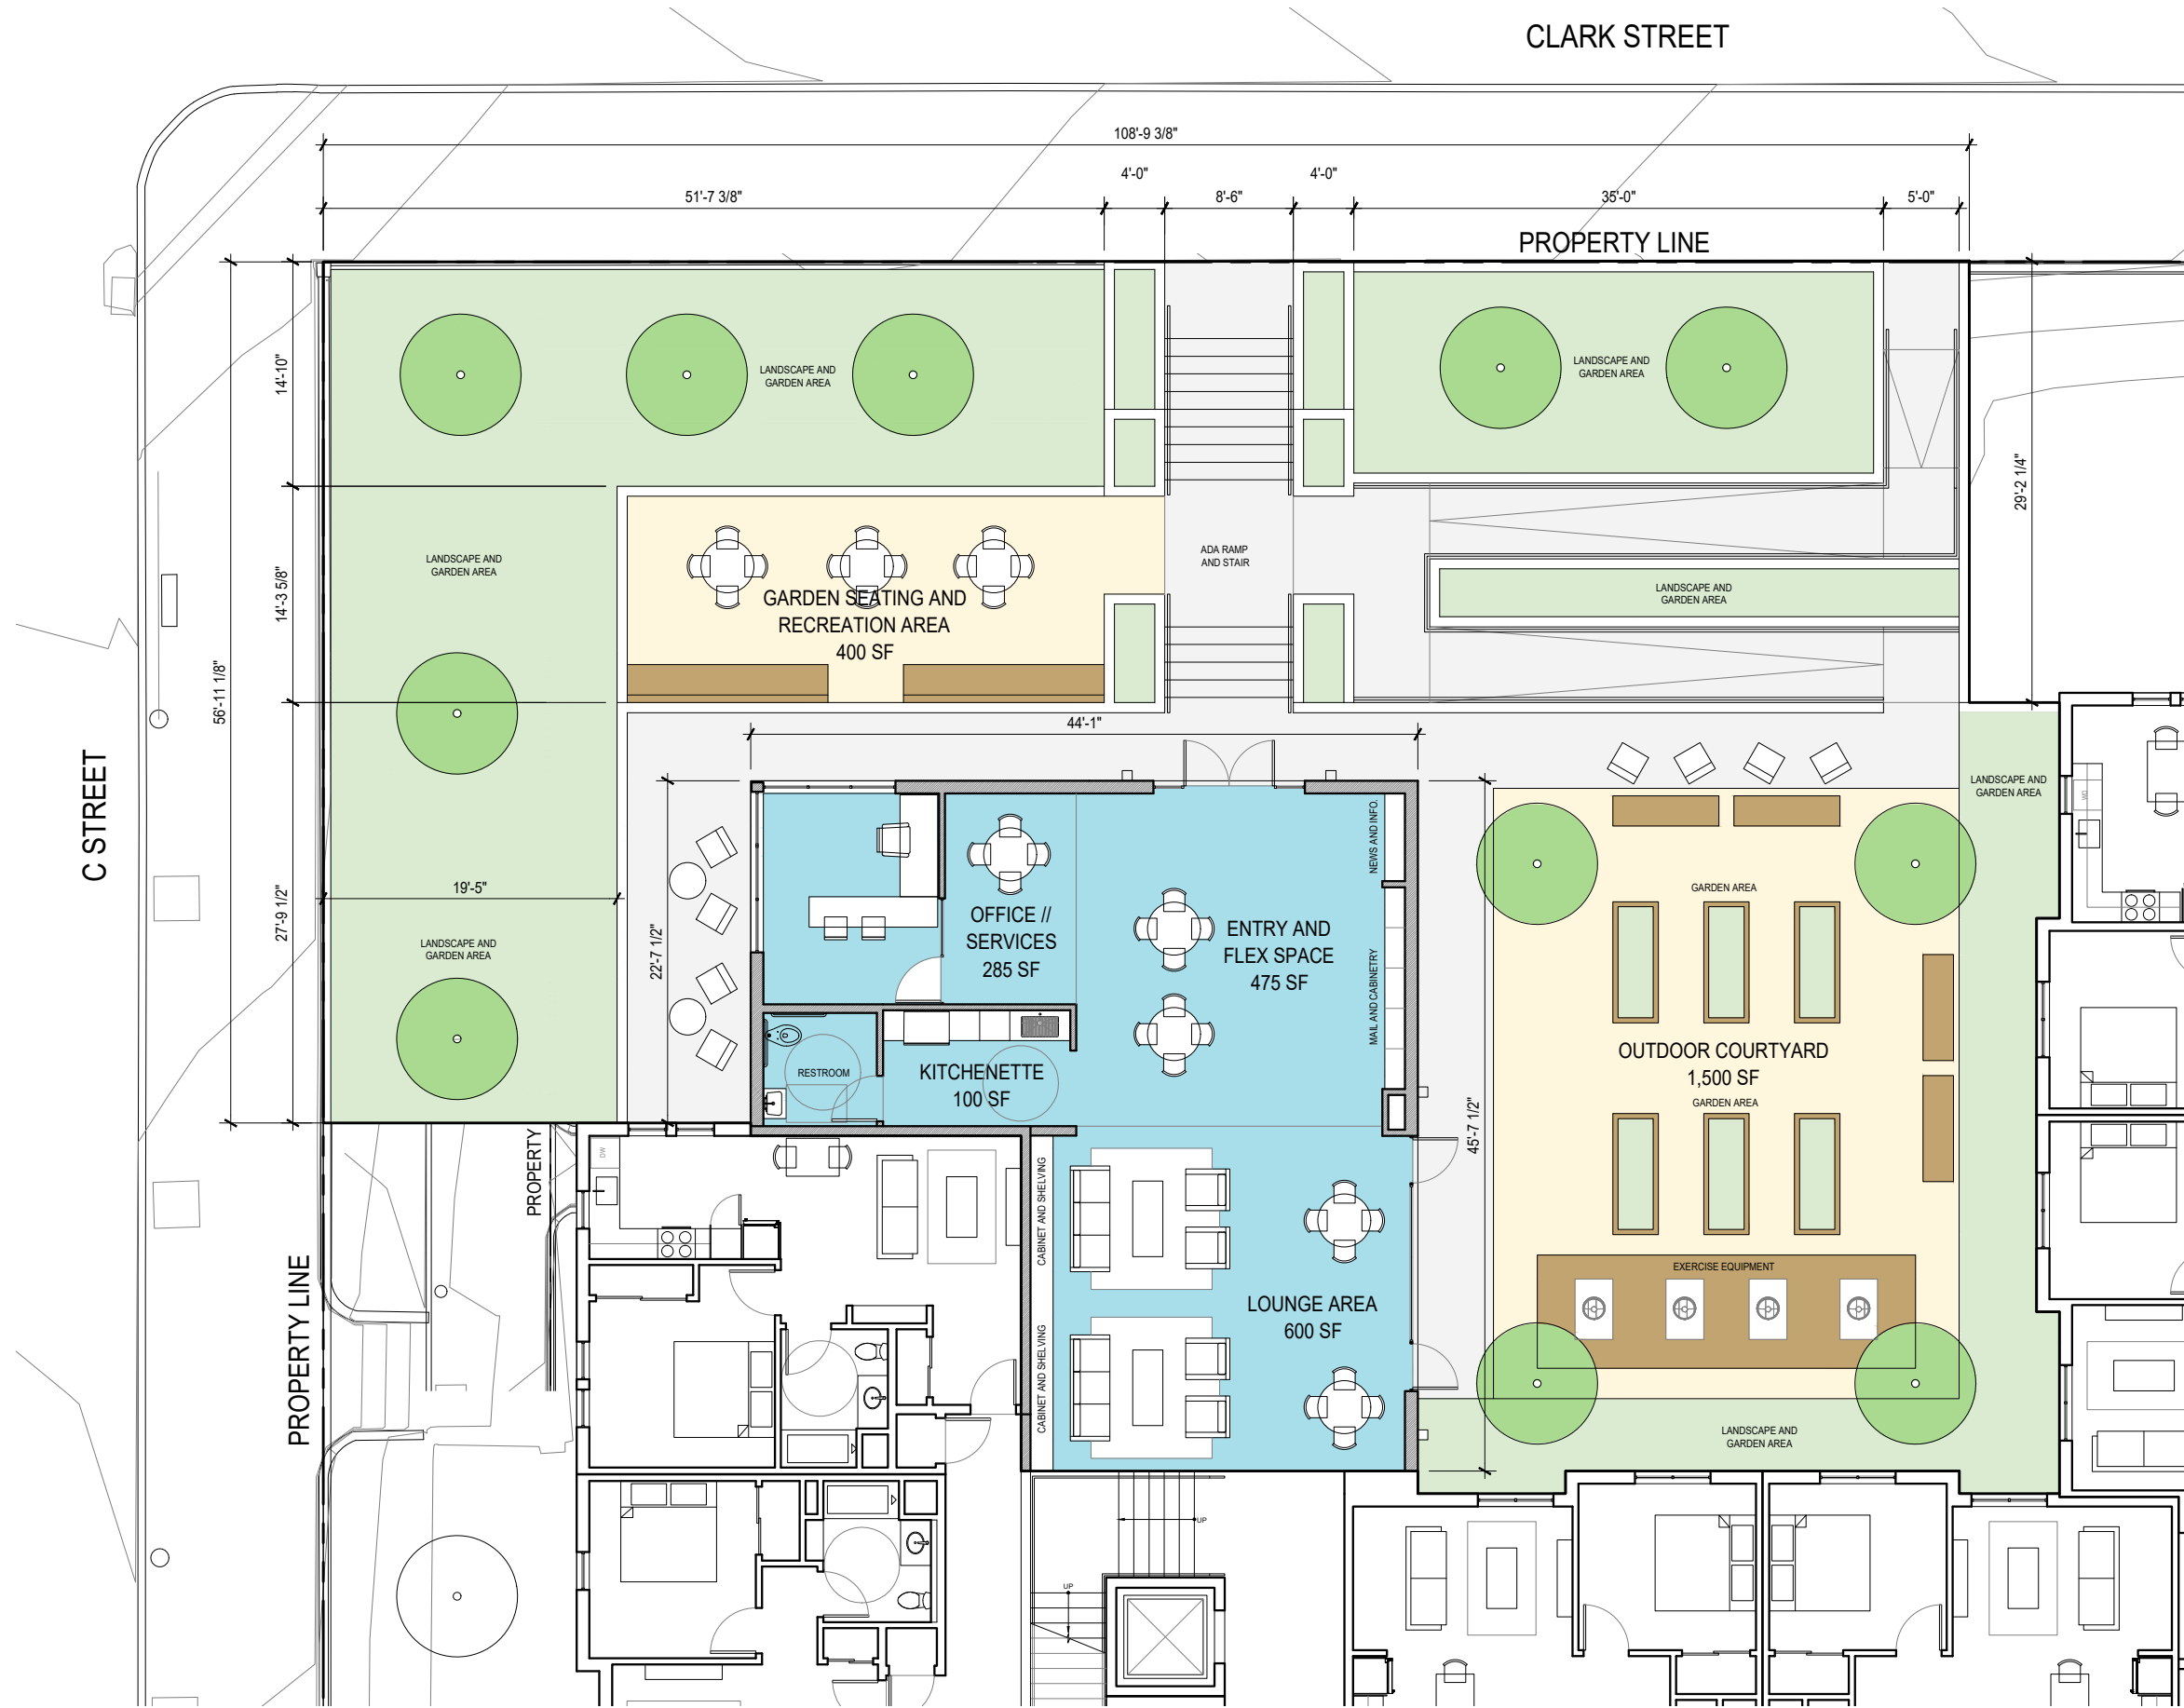 CLARK STREET
108'-9 3/8"
4'-0"
4'-0"
51'-7 3/8"
8'-6"
35'-0"
5'-0"
PROPERTY LINE
14'-10"
LANDSCAPE AND
GARDEN AREA
LANDSCAPE AND
GARDEN AREA
29'-2 1/4"
LANDSCAPE AND
GARDEN AREA
ADA RAMP
AND STAIR
14'-3 5/8"
GARDEN SEATING AND
RECREATION AREA
400 SF
LANDSCAPE AND
GARDEN AREA
56'-11 1/8"
44'-1"
C STREET
LANDSCAPE AND
GARDEN AREA
WD
NEWS AND INFO.
19'-5"
GARDEN AREA
27'-9 1/2"
LANDSCAPE AND
GARDEN AREA
22'-7 1/2"
OFFICE //
SERVICES
285 SF
ENTRY AND
FLEX SPACE
475 SF
MAIL AND CABINETRY
OUTDOOR COURTYARD
1,500 SF
RESTROOM
KITCHENETTE
100 SF
GARDEN AREA
45'-7 1/2"
PROPERTY
DW
CABINET AND SHELVING
EXERCISE EQUIPMENT
LOUNGE AREA
600 SF
PROPERTY LINE
CABINET AND SHELVING
LANDSCAPE AND
GARDEN AREA
UP
UP